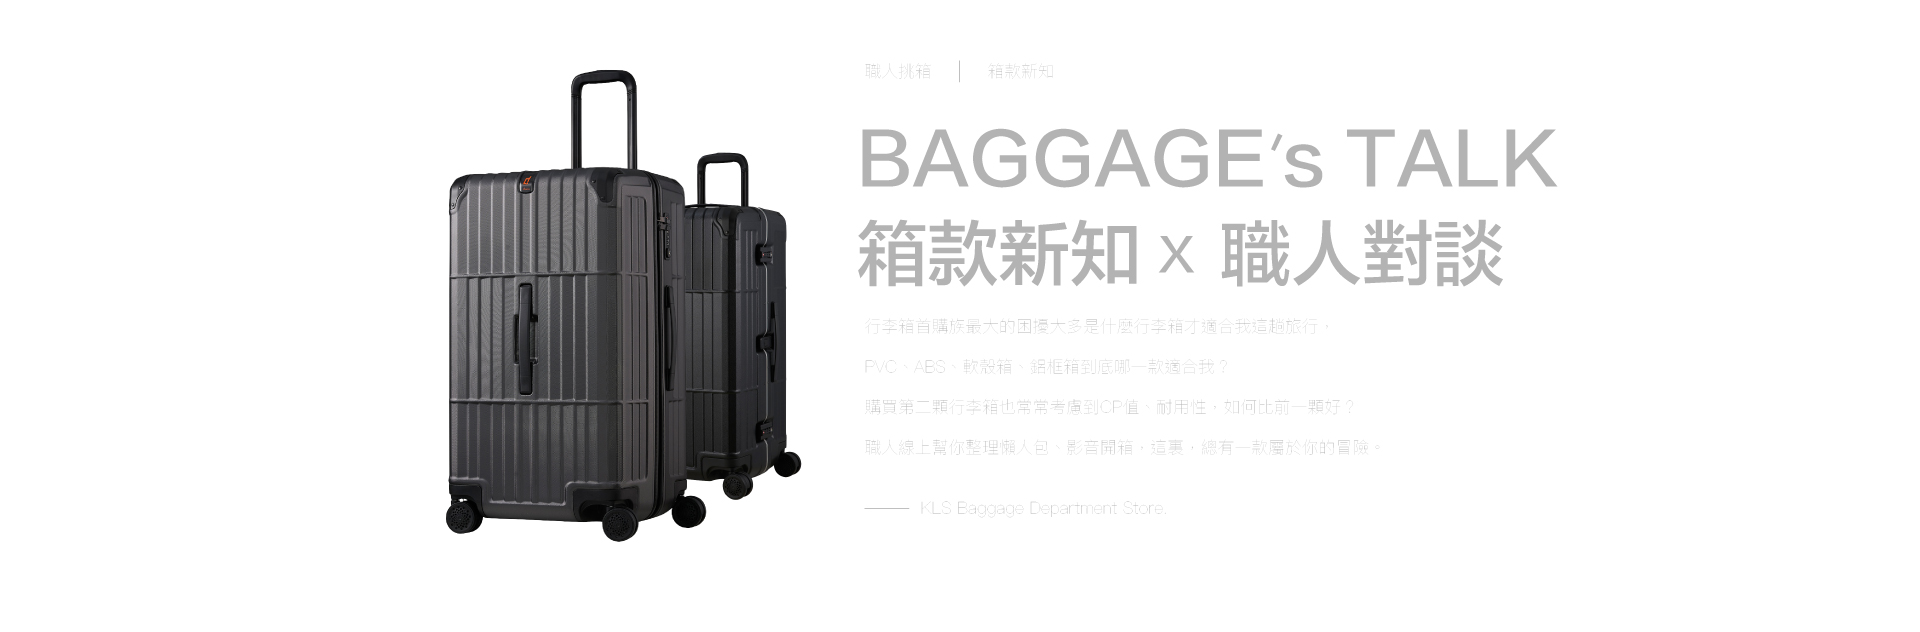 職人挑箱 | 箱款新知
BAGGAGE's TALK
箱款新知 x 職人對談
行李箱首購族最大的困擾大多是什麼行李箱才適合我這趟旅行，
PVC、ABS、軟殼箱、鋁框箱到底哪一款適合我？
購買第二顆行李箱也常常考慮到CP值、耐用性，如何比前一顆好？
職人線上幫你整理懶人包、影音開箱，這裏，總有一款屬於你的冒險。
KLS Baggage Department Store.